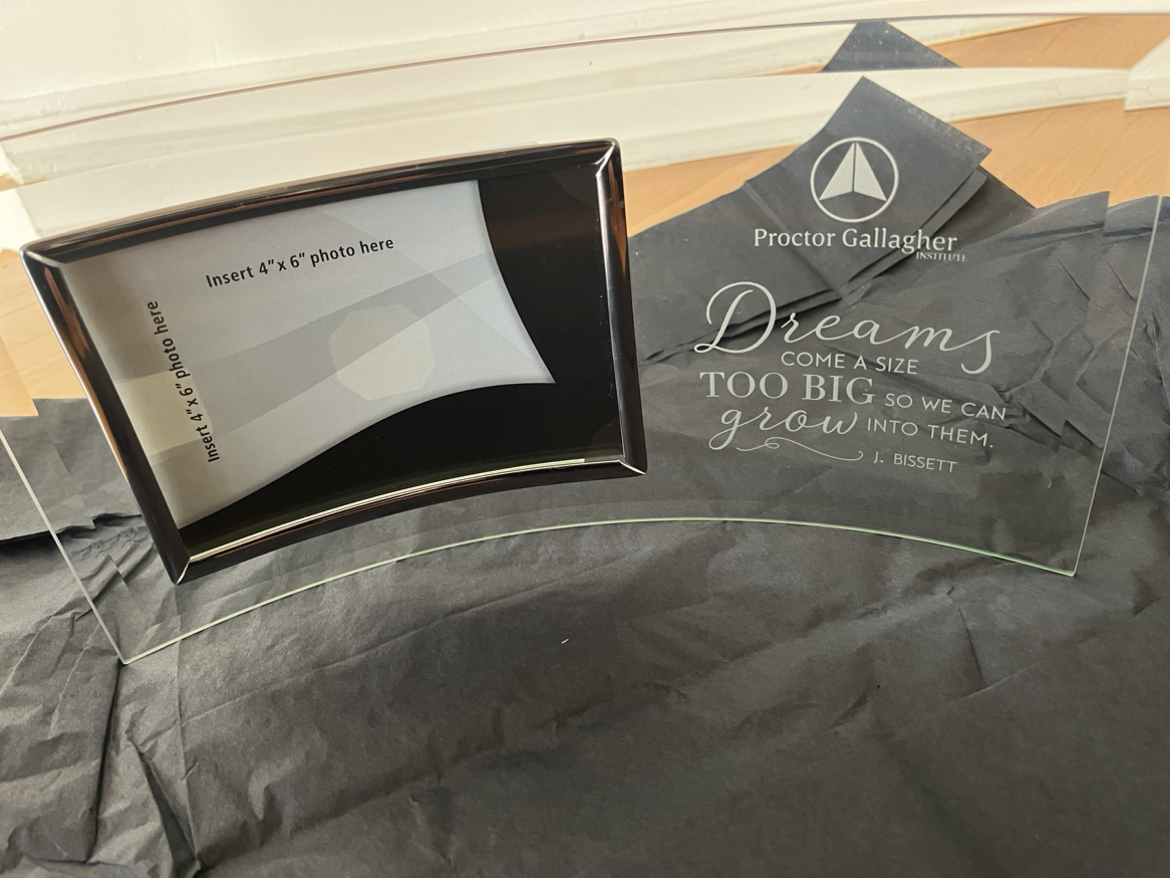 Insert 4"x 6" photo here
Insert 4"x 6" photo here
Proctor Gallagher
INSTITUTE
Dreams
COME A SIZE
TOO BIG SO WE CAN
grow INTO THEM.
J. BISSETT